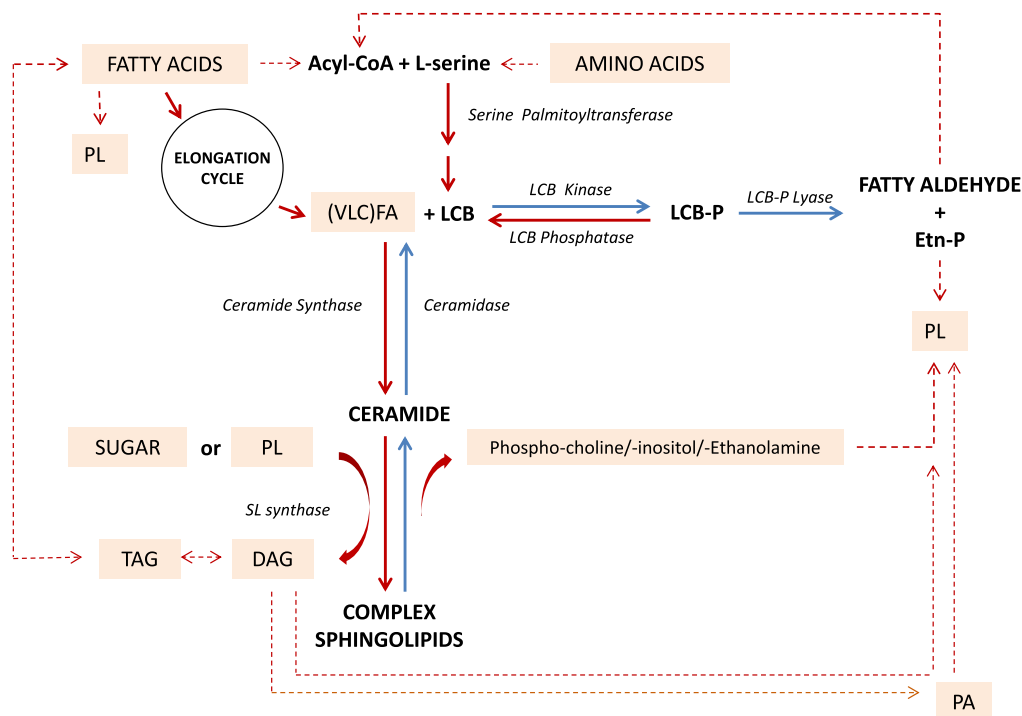 FATTY ACIDS
Acyl-CoA + L-serine
AMINO ACIDS
Serine Palmitoyltransferase
PL
ELONGATION
CYCLE
(VLC)FA
+ LCB
LCB Kinase
LCB Phosphatase
LCB-P
LCB-P Lyase
FATTY ALDEHYDE
+
Etn-P
Ceramide Synthase
Ceramidase
PL
CERAMIDE
SUGAR or PL
Phospho-choline/-inositol/-Ethanolamine
SL synthase
TAG
DAG
COMPLEX
SPHINGOLIPIDS
PA